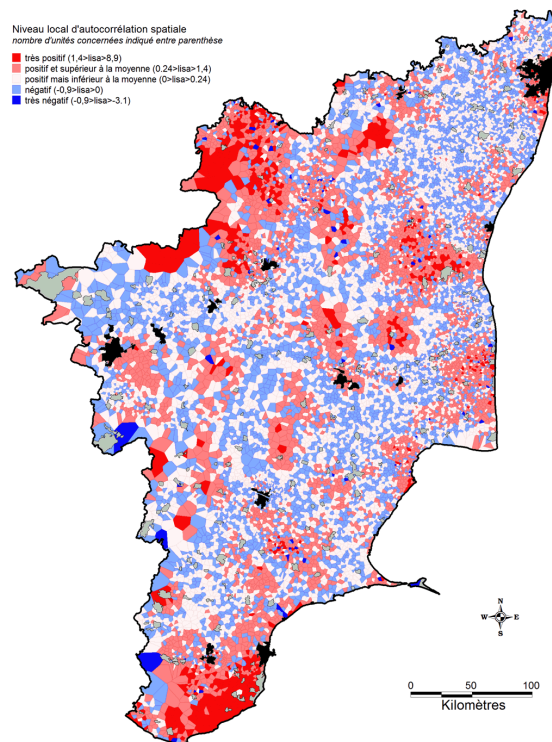 Niveau local d'autocorrélation spatiale
nombre d'unités concernées indiqué entre parenthèse
très positif (1,4>lisa>8,9)
positif et supérieur à la moyenne (0.24>lisa>1,4)
positif mais inférieur à la moyenne (0>lisa>0.24)
négatif (-0,9>lisa>0)
très négatif (-0,9>lisa>-3.1)
N
W E
S
0 50 100
Kilomètres